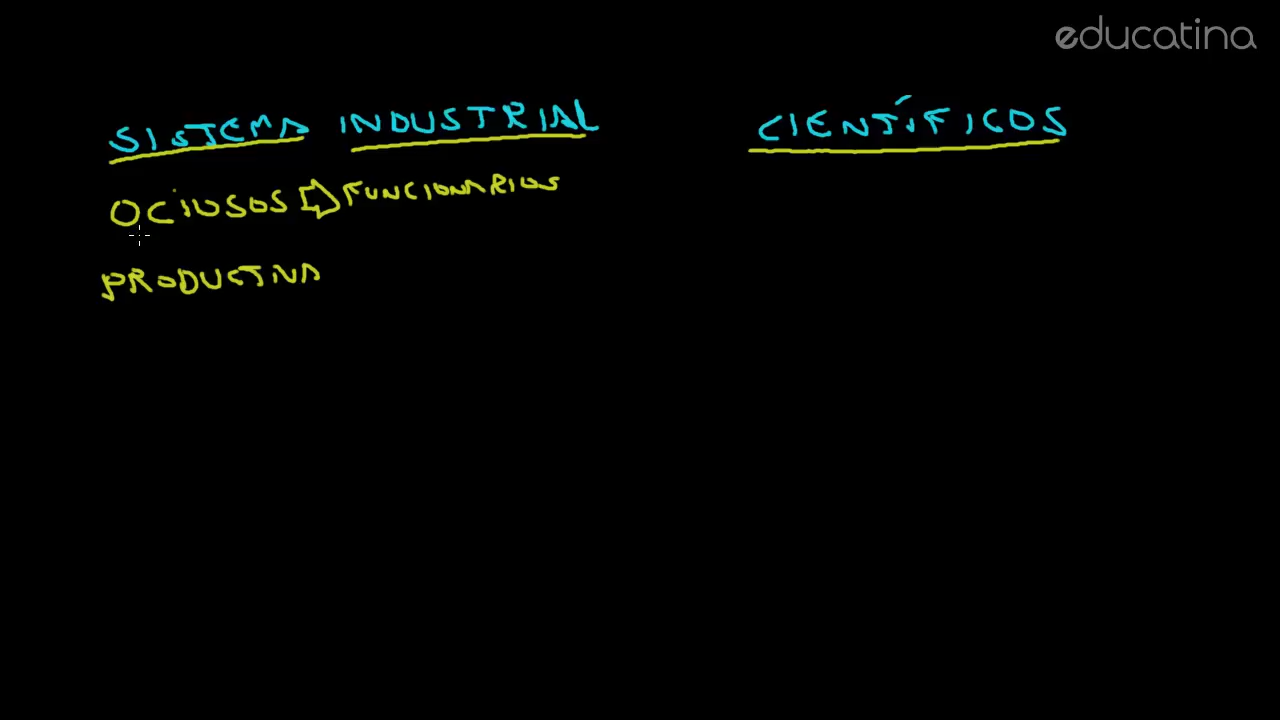 educatina
SISTEMA INDUSTRIAL
CIENTÍFICOS
OCIOSOS ⇨ FUNCIONARIOS
PRODUCTIVA